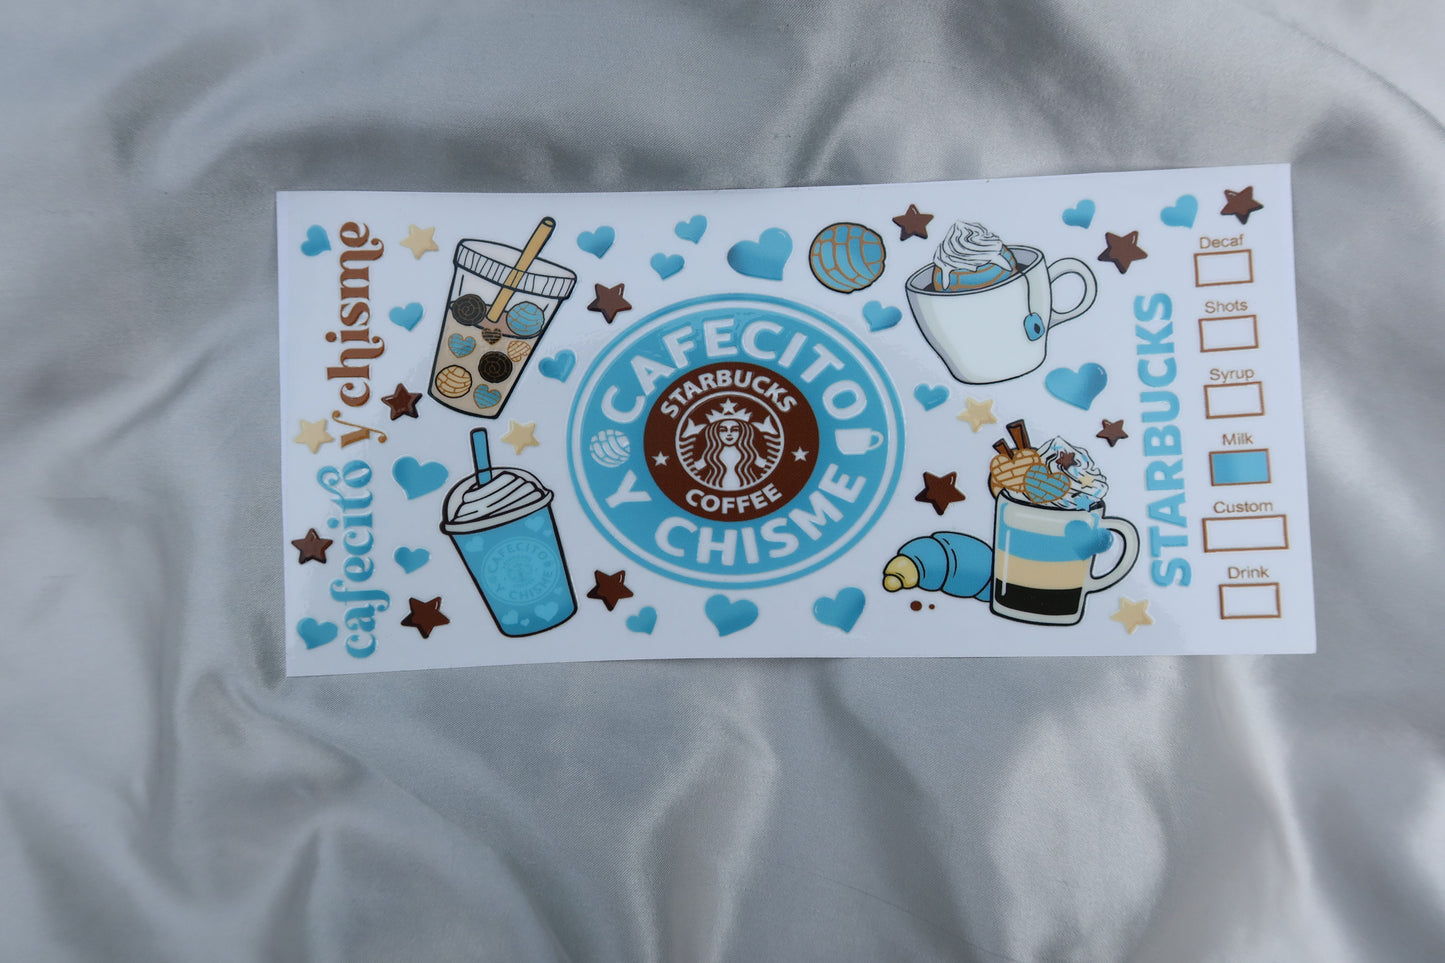 cafecito y chisme
CAFECITO
STARBUCKS
COFFEE
Y CHISME
CAFECITO
Y CHISME
STARBUCKS
Decaf
Shots
Syrup
Milk
Custom
Drink